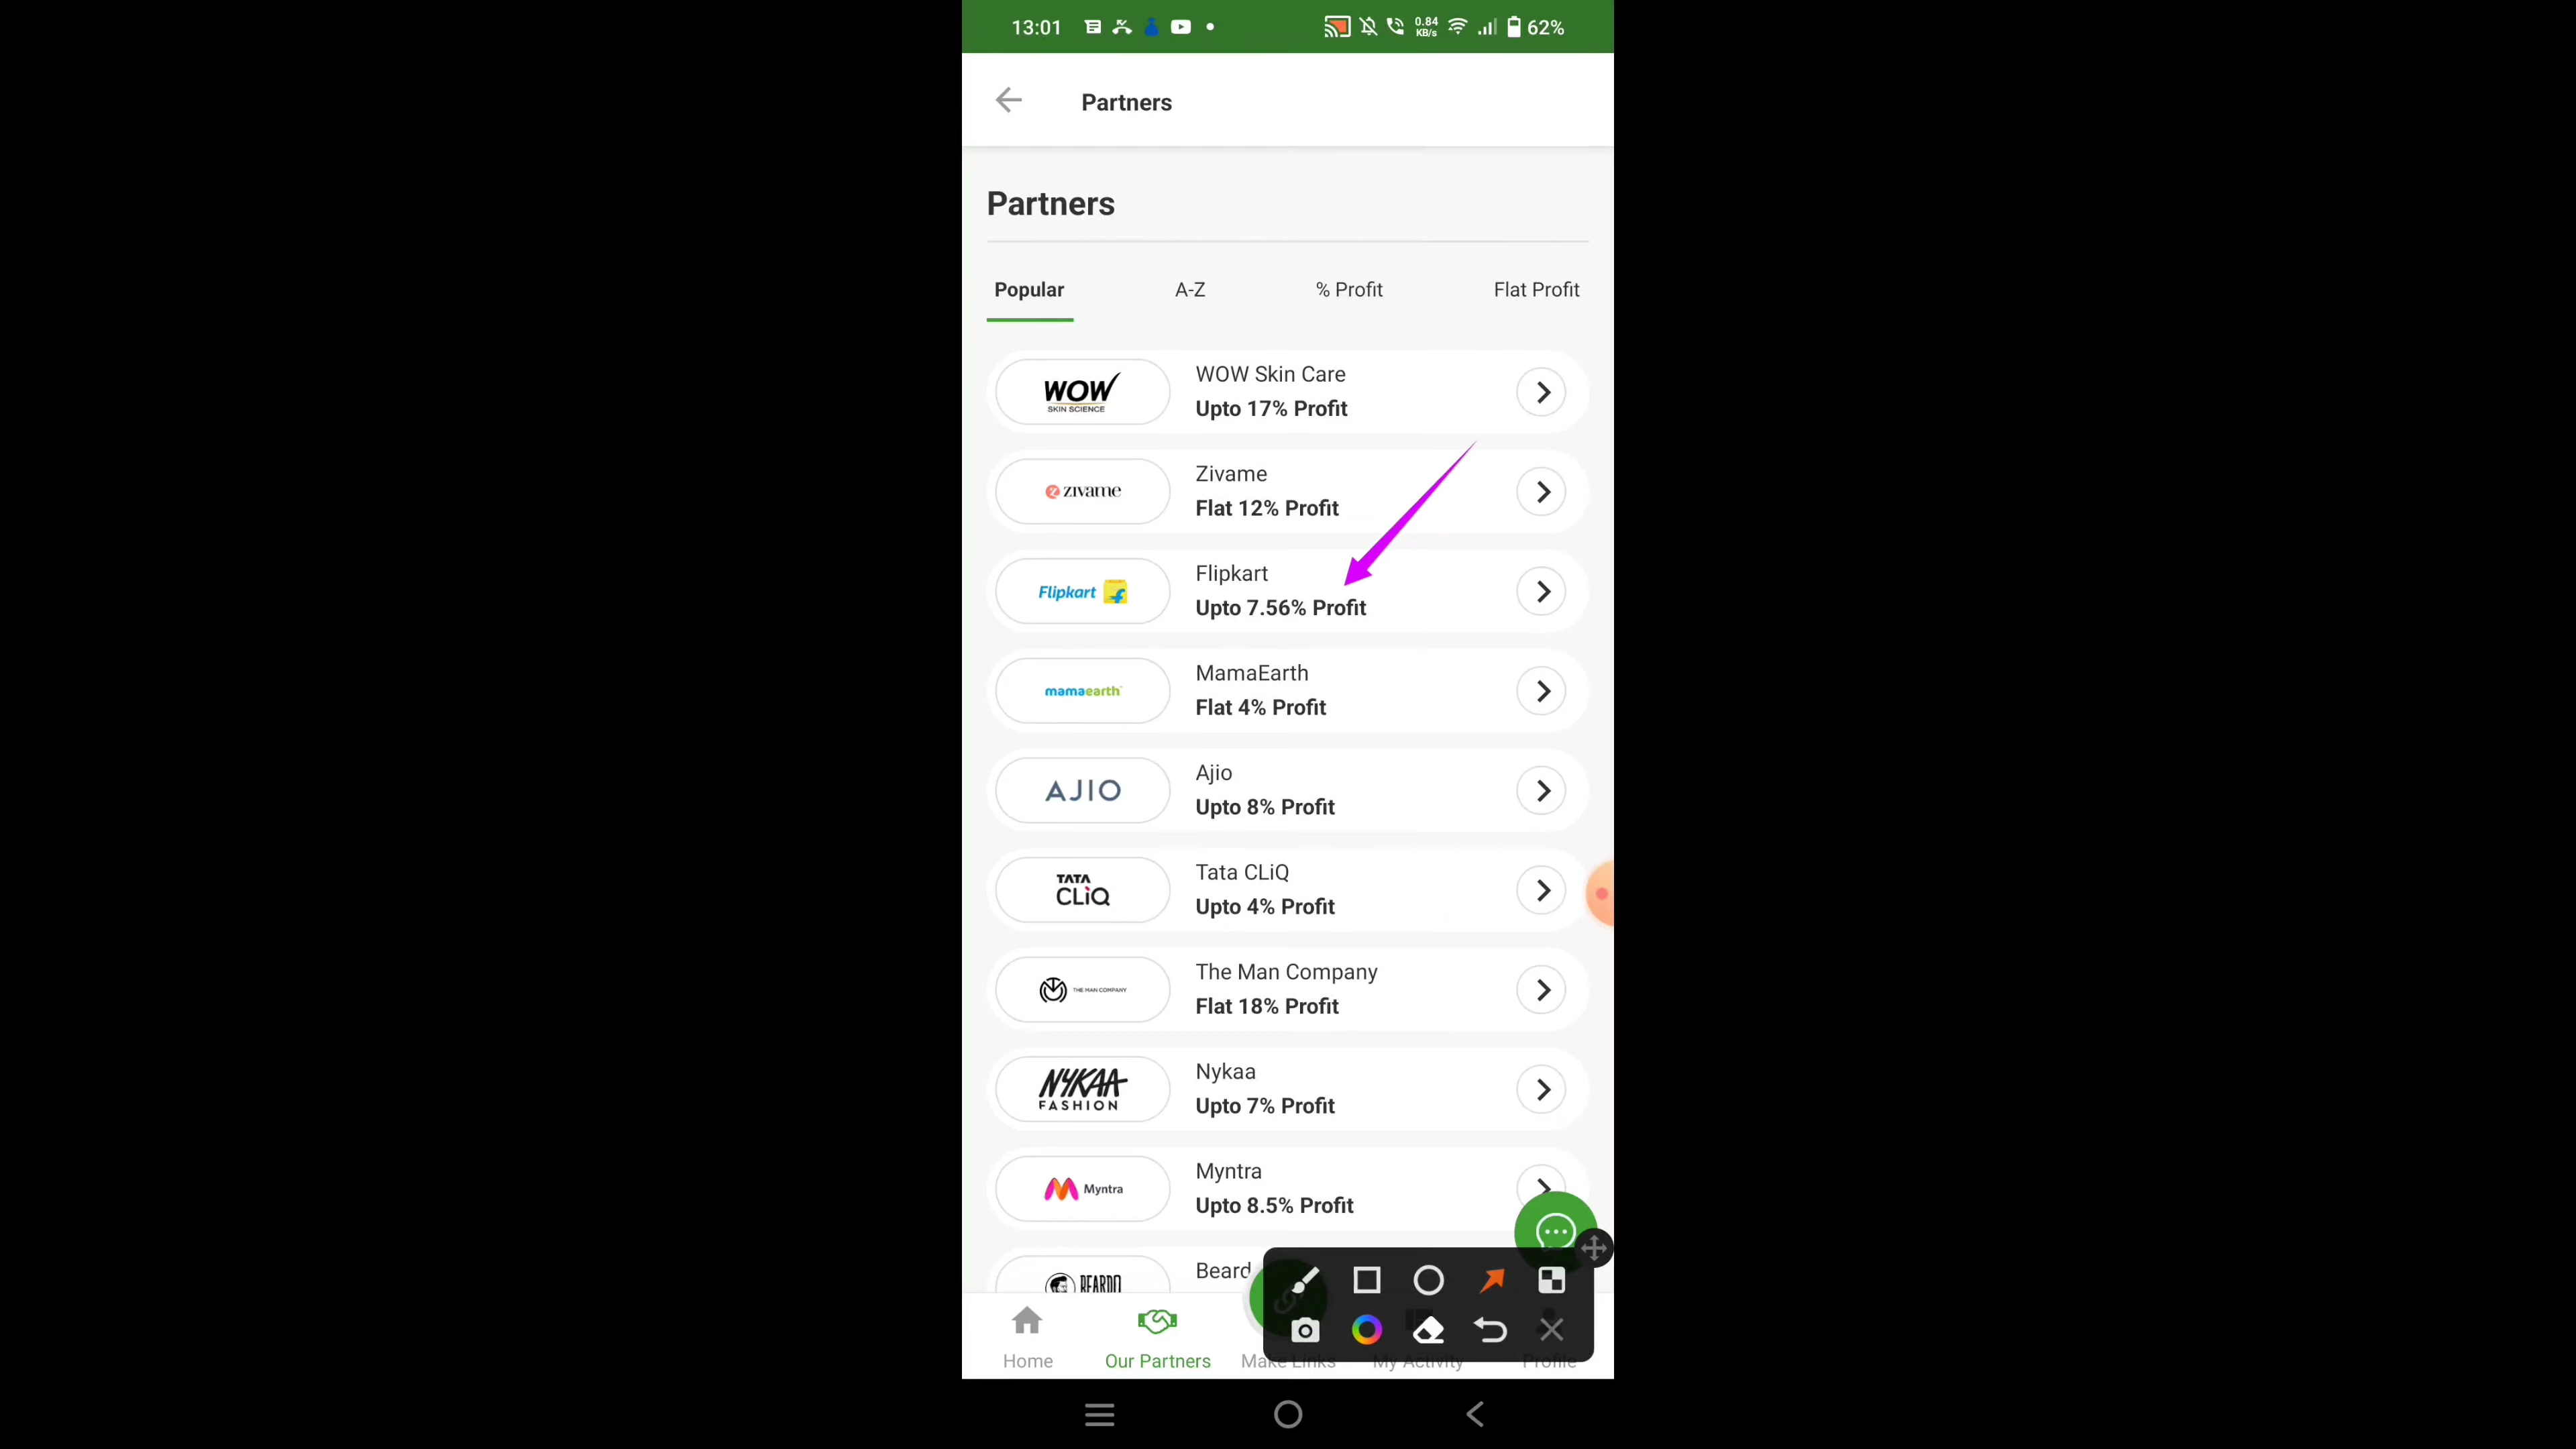 13:01
0.84
KB/s
62%
Partners
Partners
Popular
A-Z
% Profit
Flat Profit
WOW
SKIN SCIENCE
WOW Skin Care
Upto 17% Profit
zivame
Zivame
Flat 12% Profit
Flipkart
Flipkart
Upto 7.56% Profit
mamaearth
MamaEarth
Flat 4% Profit
AJIO
Ajio
Upto 8% Profit
TATA
CLiQ
Tata CLiQ
Upto 4% Profit
THE MAN COMPANY
The Man Company
Flat 18% Profit
NYKAA
FASHION
Nykaa
Upto 7% Profit
Myntra
Myntra
Upto 8.5% Profit
BEARDO
Beard
Home
Our Partners
Make Links
My Activity
Profile